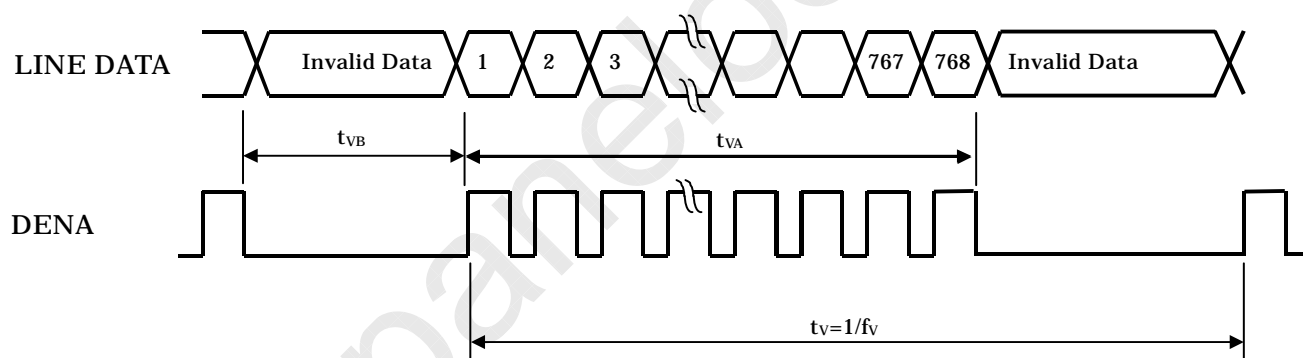 LINE DATA Invalid Data 1 2 3 767 768 Invalid Data
tVB tVA
DENA
tV=1/fV